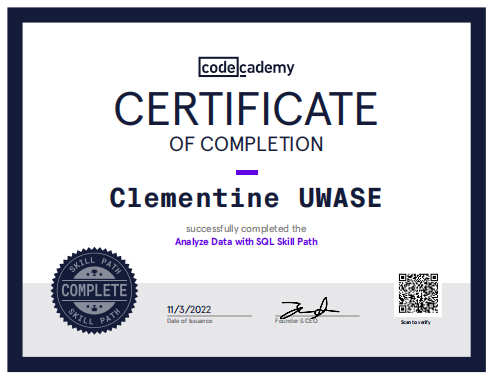 codecademy
CERTIFICATE
OF COMPLETION
Clementine UWASE
successfully completed the
Analyze Data with SQL Skill Path
SKILL PATH
COMPLETE
SKILL PATH
11/3/2022
Date of Issuance
Founder & CEO
Scan to verify